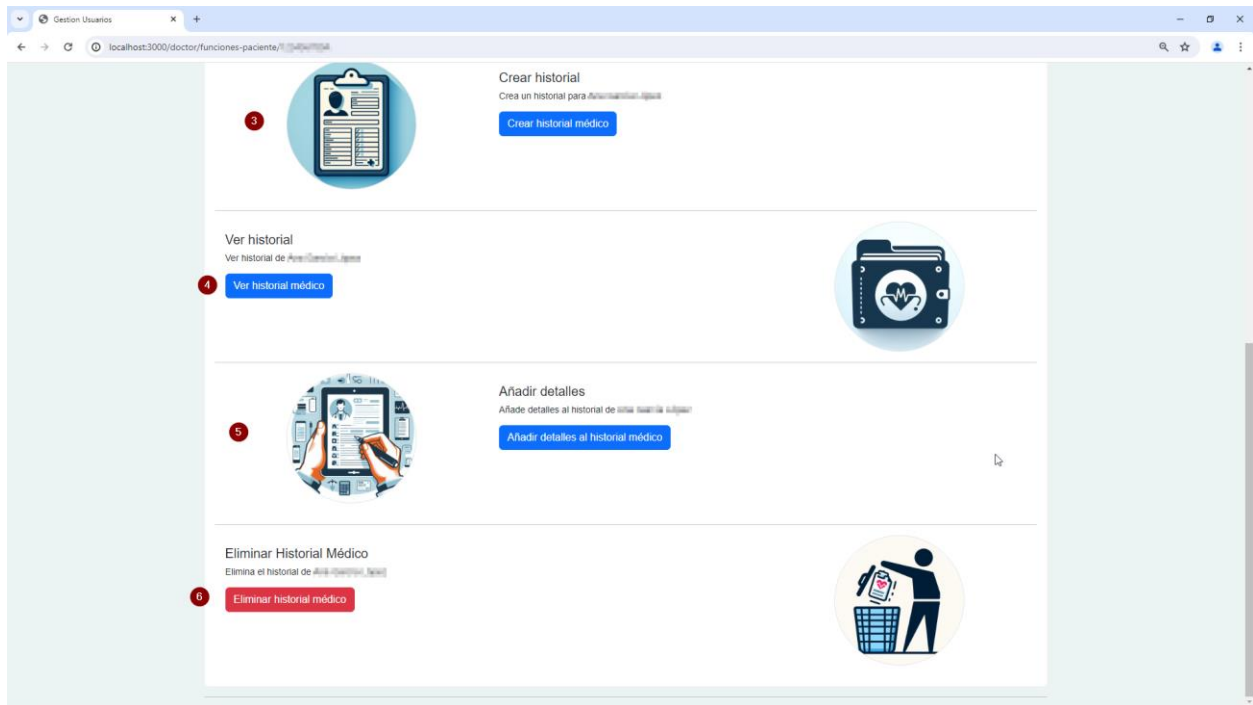 Gestion Usuarios
localhost:3000/doctor/funciones-paciente/
3
Crear historial
Crea un historial para
Crear historial médico
Ver historial
Ver historial de
4
Ver historial médico
5
Añadir detalles
Añade detalles al historial de
Añadir detalles al historial médico
Eliminar Historial Médico
Elimina el historial de
6
Eliminar historial médico